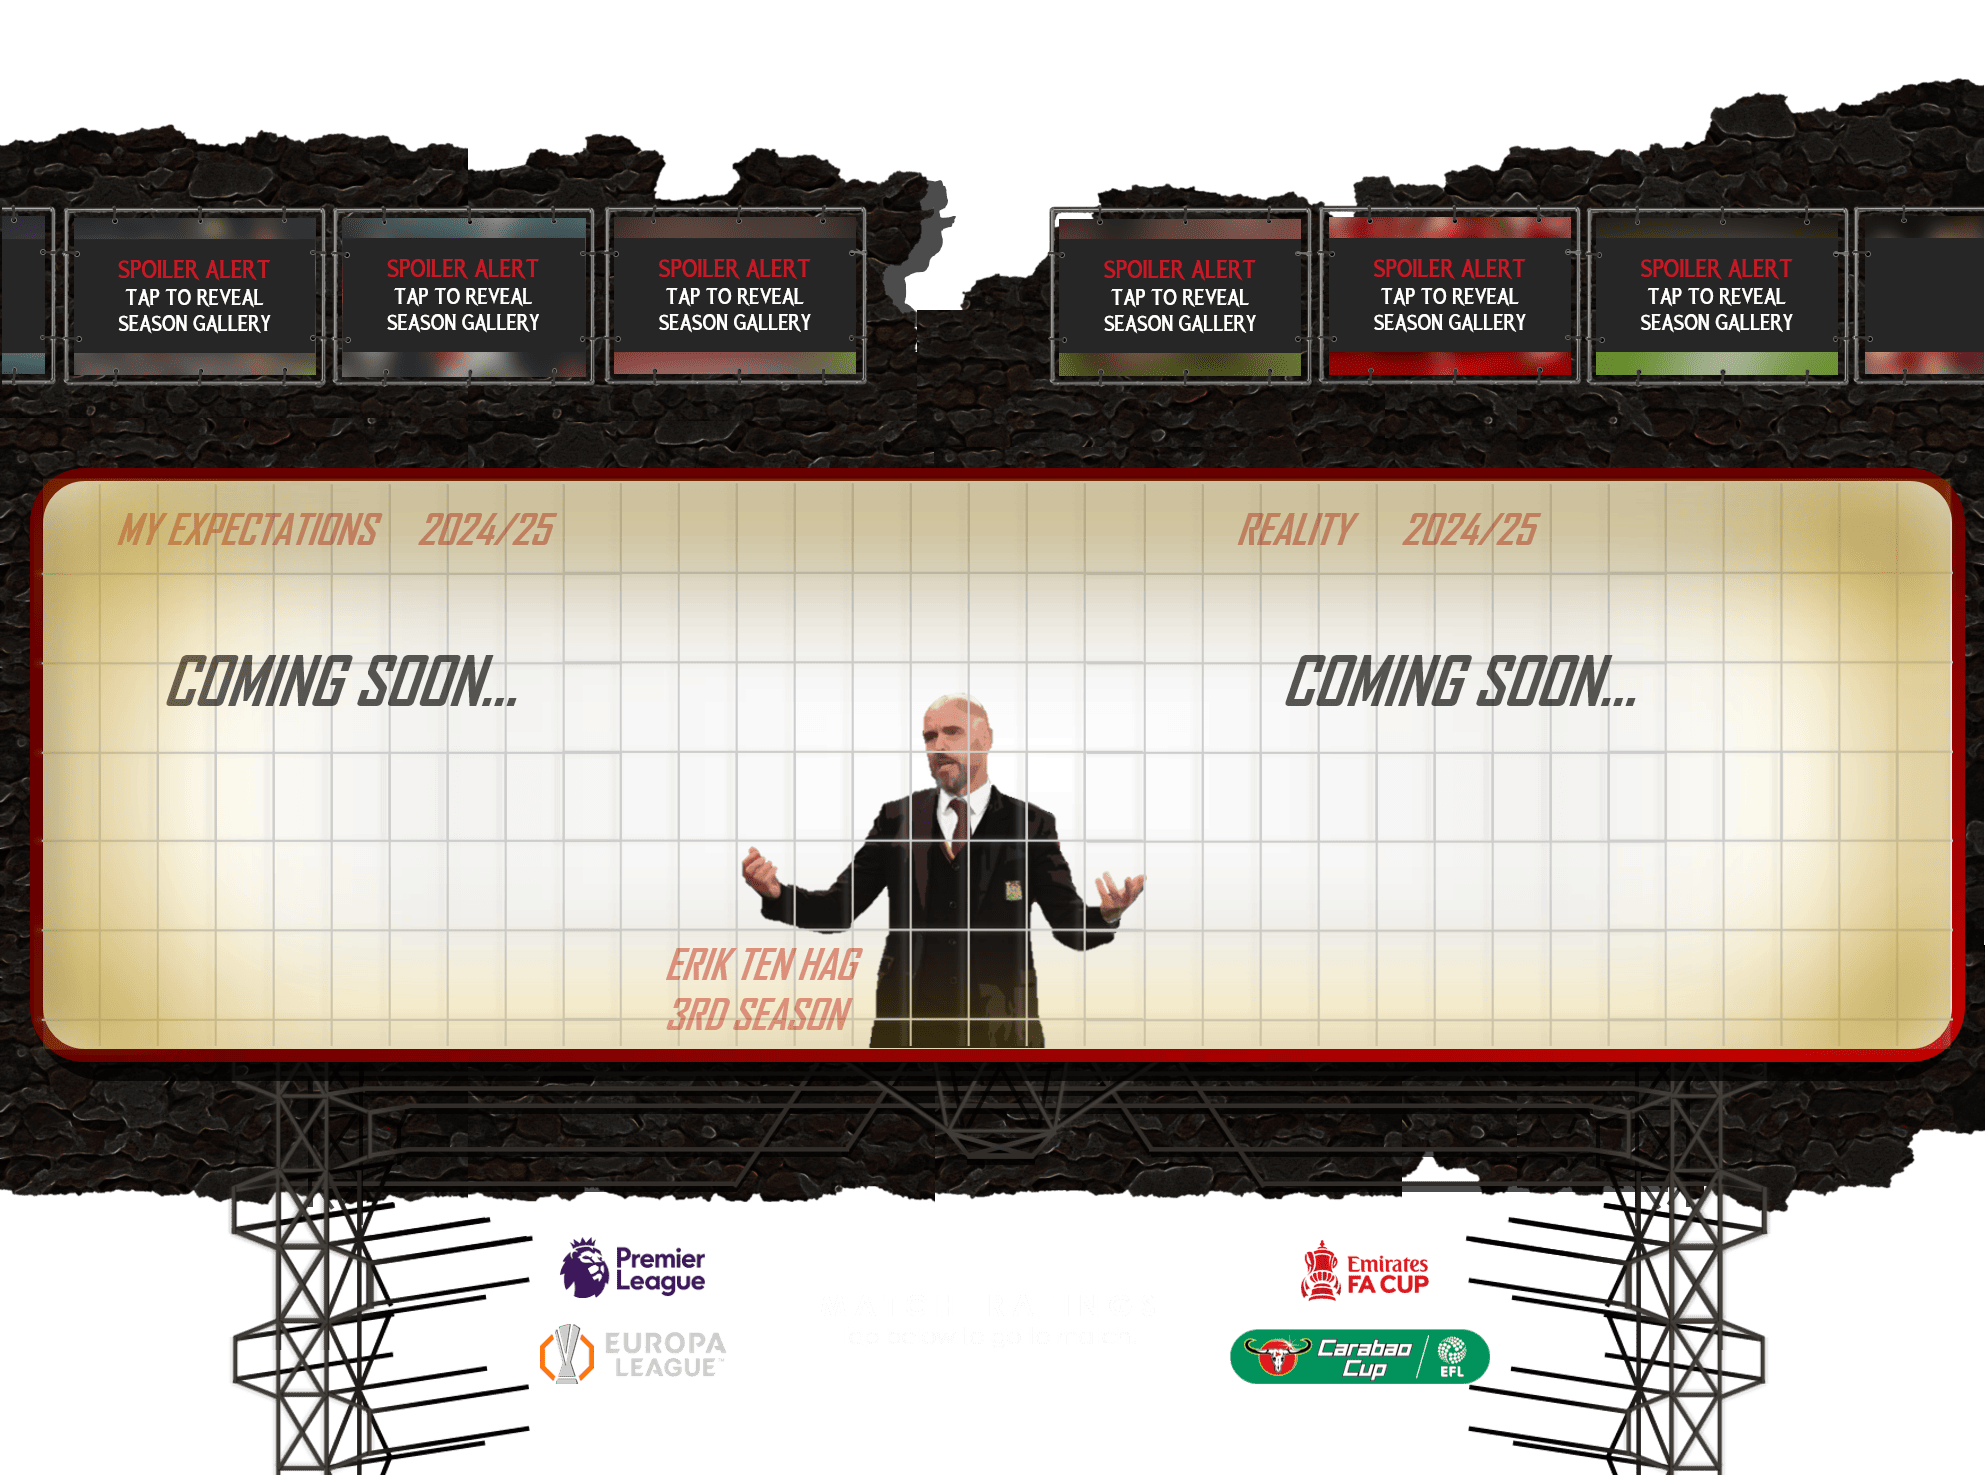 SPOILER ALERT
TAP TO REVEAL
SEASON GALLERY
SPOILER ALERT
TAP TO REVEAL
SEASON GALLERY
SPOILER ALERT
TAP TO REVEAL
SEASON GALLERY
SPOILER ALERT
TAP TO REVEAL
SEASON GALLERY
SPOILER ALERT
TAP TO REVEAL
SEASON GALLERY
SPOILER ALERT
TAP TO REVEAL
SEASON GALLERY
MY EXPECTATIONS 2024/25
REALITY 2024/25
COMING SOON...
COMING SOON...
ERIK TEN HAG
3RD SEASON
Premier
League
Emirates
FA CUP
EUROPA
LEAGUE™
Carabao
Cup
EFL